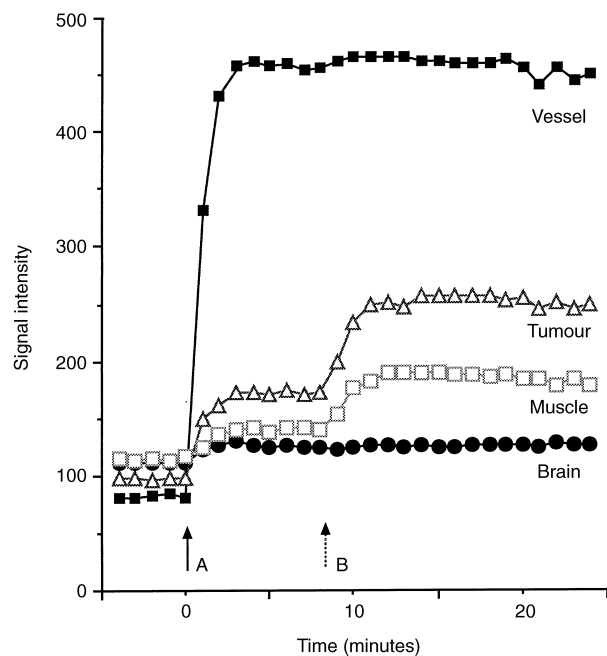 500
400
300
200
100
0
Signal intensity
Vessel
Tumour
Muscle
Brain
A
B
0
10
20
Time (minutes)